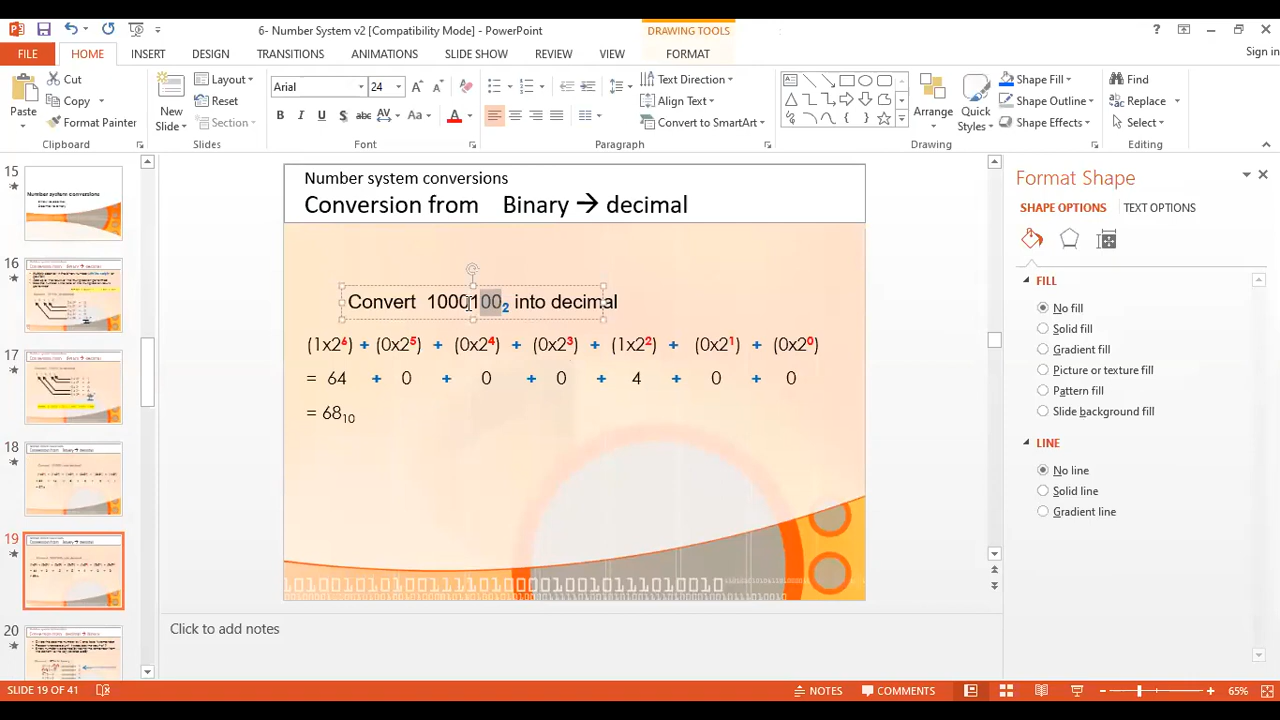 6- Number System v2 [Compatibility Mode] - PowerPoint
DRAWING TOOLS
?
Sign in
FILE HOME INSERT DESIGN TRANSITIONS ANIMATIONS SLIDE SHOW REVIEW VIEW FORMAT
Paste
Cut
Copy
Format Painter
Clipboard
New Slide
Layout
Reset
Section
Slides
Arial 24
B I U S abc AV Aa A
Font
Text Direction
Align Text
Convert to SmartArt
Paragraph
Arrange
Quick Styles
Shape Fill
Shape Outline
Shape Effects
Drawing
Find
Replace
Select
Editing
15
Number system conversions
16
17
18
19
20
Number system conversions
Conversion from Binary → decimal
Convert 1000100₂ into decimal
(1x2⁶) + (0x2⁵) + (0x2⁴) + (0x2³) + (1x2²) + (0x2¹) + (0x2⁰)
= 64 + 0 + 0 + 0 + 4 + 0 + 0
= 68₁₀
Click to add notes
Format Shape
SHAPE OPTIONS TEXT OPTIONS
FILL
No fill
Solid fill
Gradient fill
Picture or texture fill
Pattern fill
Slide background fill
LINE
No line
Solid line
Gradient line
SLIDE 19 OF 41
NOTES
COMMENTS
65%